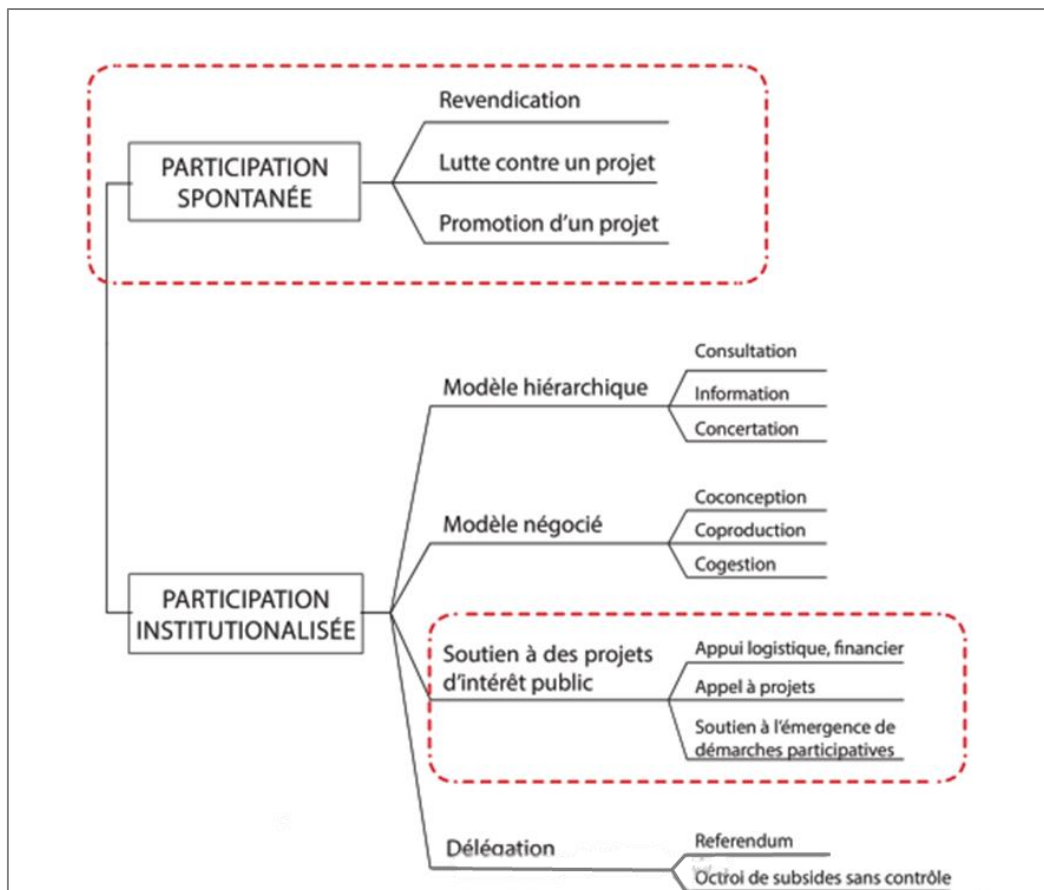 Revendication
PARTICIPATION
SPONTANÉE
Lutte contre un projet
Promotion d'un projet
Consultation
Modèle hiérarchique
Information
Concertation
Coconception
Modèle négocié
Coproduction
Cogestion
PARTICIPATION
INSTITUTIONALISÉE
Soutien à des projets
d'intérêt public
Appui logistique, financier
Appel à projets
Soutien à l'émergence de
démarches participatives
Délégation
Referendum
Octroi de subsides sans contrôle